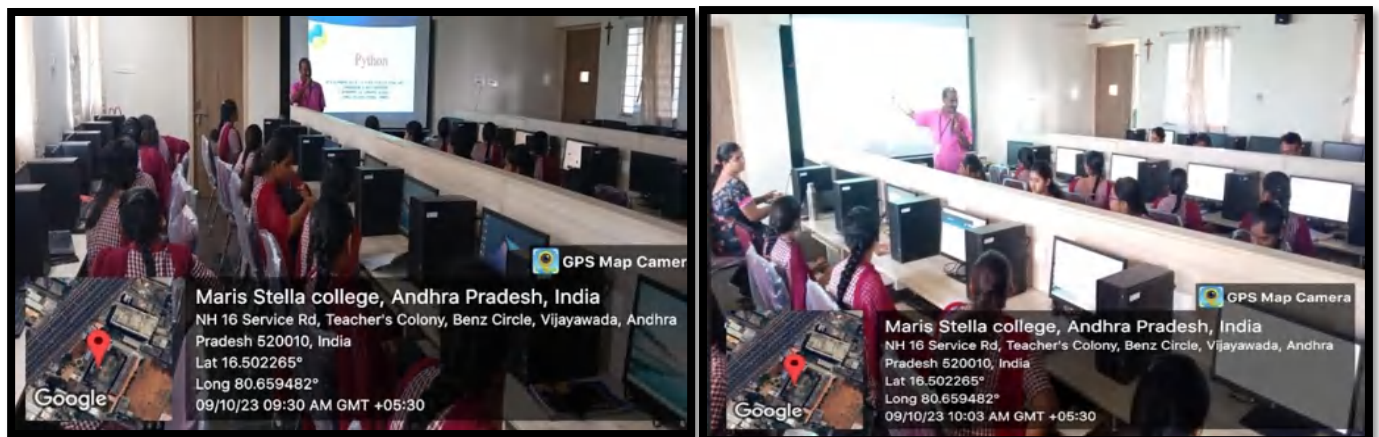 Python
GPS Map Camer
Maris Stella college, Andhra Pradesh, India
NH 16 Service Rd, Teacher's Colony, Benz Circle, Vijayawada, Andhra
Pradesh 520010, India
Lat 16.502265°
Long 80.659482°
09/10/23 09:30 AM GMT +05:30
Google
GPS Map Camera
Maris Stella college, Andhra Pradesh, India
NH 16 Service Rd, Teacher's Colony, Benz Circle, Vijayawada, Andhra
Pradesh 520010, India
Lat 16.502265°
Long 80.659482°
09/10/23 10:03 AM GMT +05:30
Google